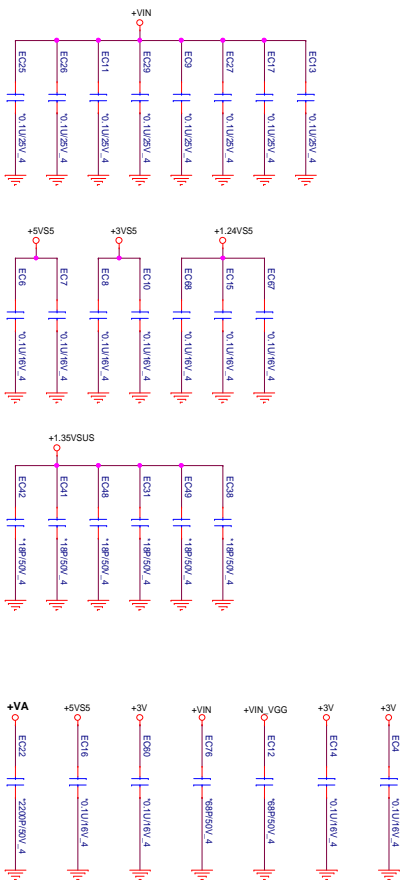 +VIN
EC25
EC26
EC11
EC29
EC9
EC27
EC17
EC13
*0.1U/25V_4
*0.1U/25V_4
*0.1U/25V_4
*0.1U/25V_4
*0.1U/25V_4
*0.1U/25V_4
*0.1U/25V_4
*0.1U/25V_4
+5VS5
+3VS5
+1.24VS5
EC6
EC7
EC8
EC10
EC68
EC15
EC67
*0.1U/16V_4
*0.1U/16V_4
*0.1U/16V_4
*0.1U/16V_4
*0.1U/16V_4
*0.1U/16V_4
*0.1U/16V_4
+1.35VSUS
EC42
EC41
EC48
EC31
EC49
EC38
*18P/50V_4
*18P/50V_4
*18P/50V_4
*18P/50V_4
*18P/50V_4
*18P/50V_4
+VA
+5VS5
+3V
+VIN
+VIN_VGG
+3V
+3V
EC22
EC16
EC60
EC76
EC12
EC14
EC4
*2200P/50V_4
*0.1U/16V_4
*0.1U/16V_4
*68P/50V_4
*68P/50V_4
*0.1U/16V_4
*0.1U/16V_4